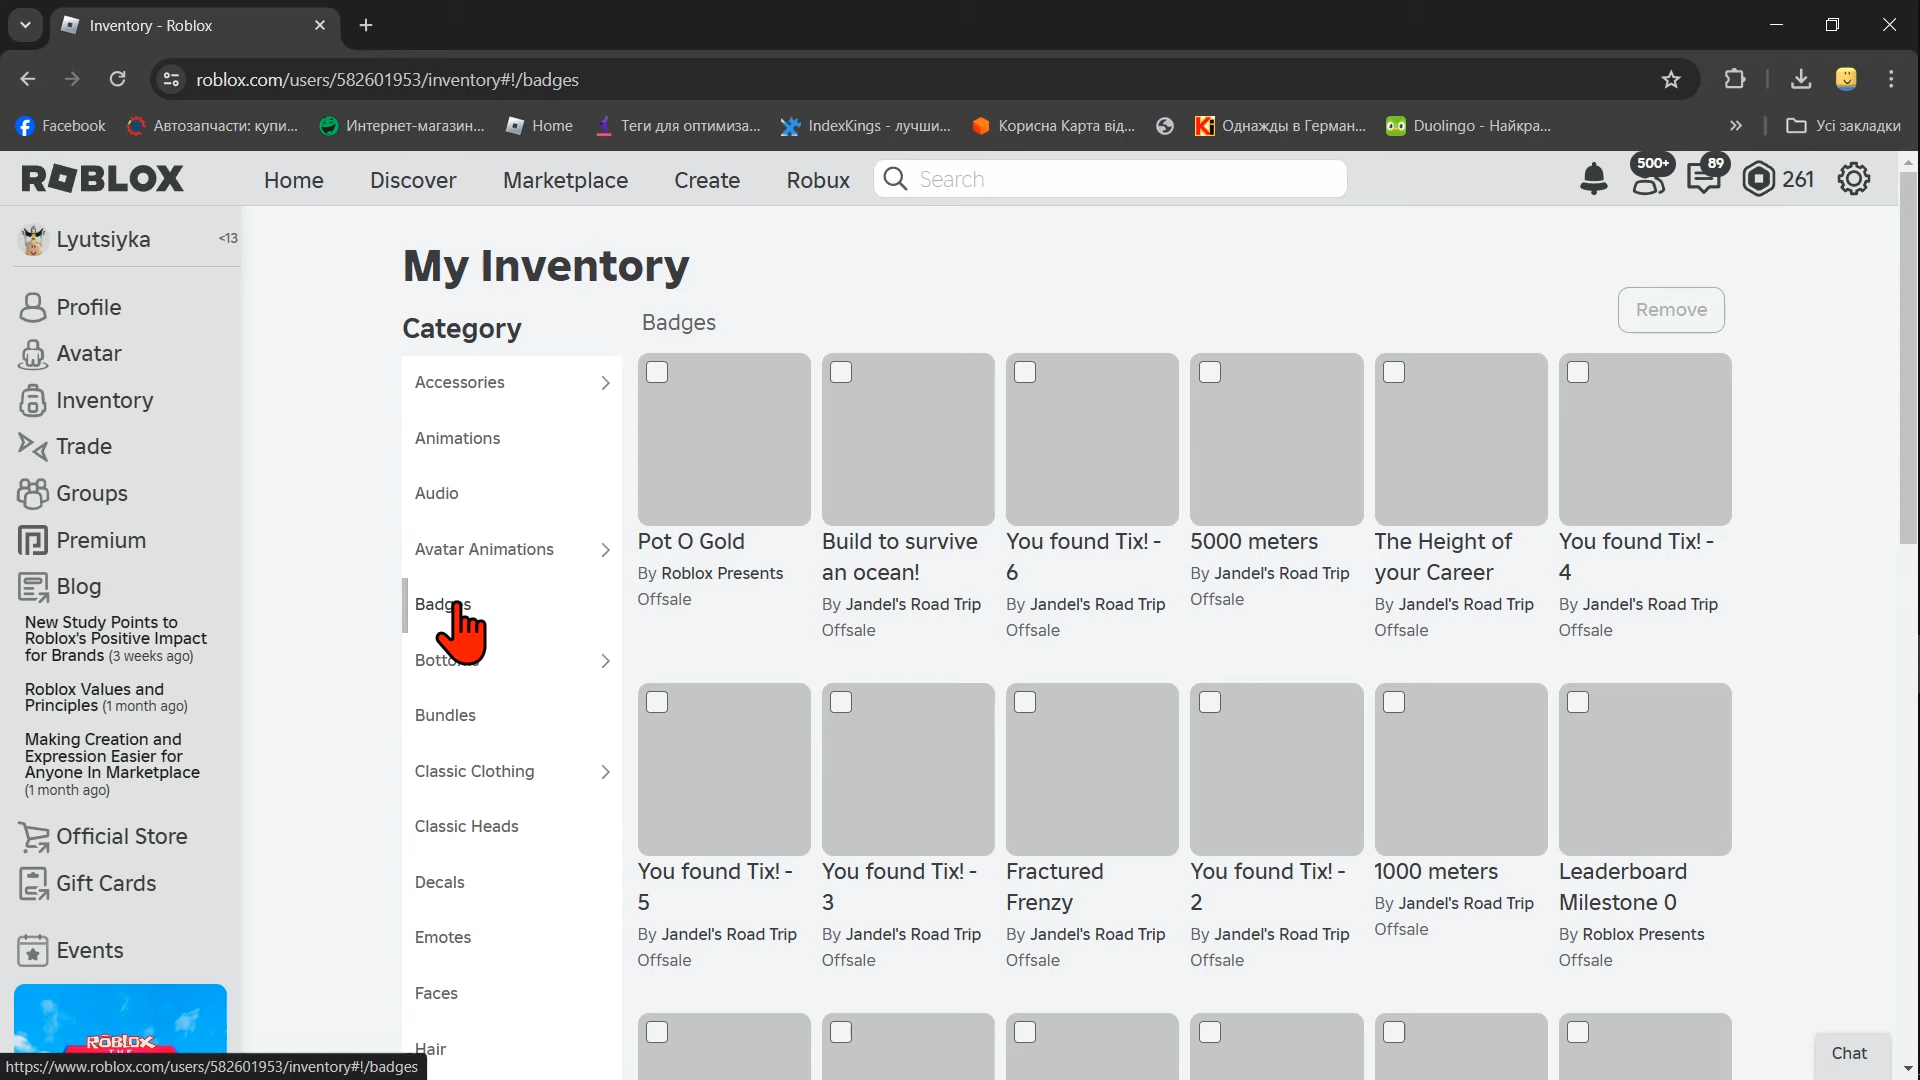 Inventory - Roblox
roblox.com/users/582601953/inventory#!/badges
Facebook
Автозапчасти: купи...
Интернет-магазин...
Home
Теги для оптимиза...
IndexKings - лучши...
Корисна Карта від...
Однажды в Герман...
Duolingo - Найкра...
Усі закладки
ROBLOX
Home
Discover
Marketplace
Create
Robux
Search
500+
89
261
Lyutsiyka
<13
Profile
Avatar
Inventory
Trade
Groups
Premium
Blog
New Study Points to
Roblox's Positive Impact
for Brands (3 weeks ago)
Roblox Values and
Principles (1 month ago)
Making Creation and
Expression Easier for
Anyone In Marketplace
(1 month ago)
Official Store
Gift Cards
Events
ROBLOX
THE
My Inventory
Category
Accessories
Animations
Audio
Avatar Animations
Badges
Bundles
Classic Clothing
Classic Heads
Decals
Emotes
Faces
Hair
Badges
Remove
Pot O Gold
By Roblox Presents
Offsale
Build to survive
an ocean!
By Jandel's Road Trip
Offsale
You found Tix! -
6
By Jandel's Road Trip
Offsale
5000 meters
By Jandel's Road Trip
Offsale
The Height of
your Career
By Jandel's Road Trip
Offsale
You found Tix! -
4
By Jandel's Road Trip
Offsale
You found Tix! -
5
By Jandel's Road Trip
Offsale
You found Tix! -
3
By Jandel's Road Trip
Offsale
Fractured
Frenzy
By Jandel's Road Trip
Offsale
You found Tix! -
2
By Jandel's Road Trip
Offsale
1000 meters
By Jandel's Road Trip
Offsale
Leaderboard
Milestone 0
By Roblox Presents
Offsale
Chat
https://www.roblox.com/users/582601953/inventory#!/badges